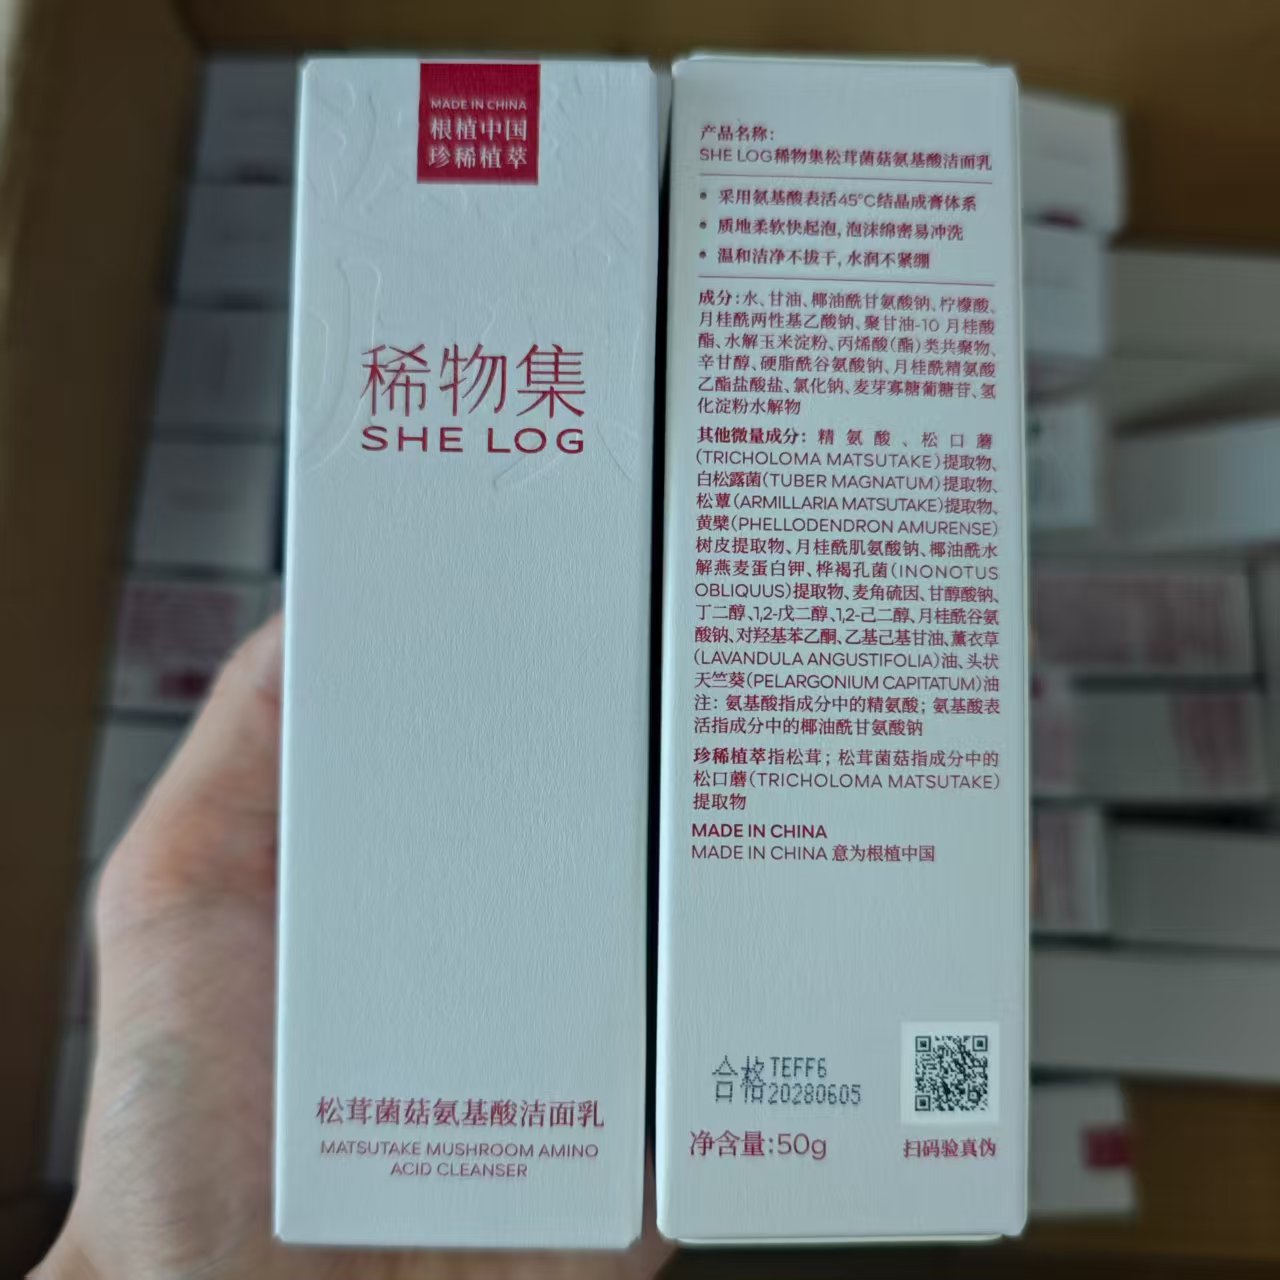 MADE IN CHINA
根植中国
珍稀植萃
稀物集
SHE LOG
松茸菌菇氨基酸洁面乳
MATSUTAKE MUSHROOM AMINO
ACID CLEANSER
产品名称：
SHE LOG稀物集松茸菌菇氨基酸洁面乳
• 采用氨基酸表活45°C结晶成膏体系
• 质地柔软快起泡，泡沫绵密易冲洗
• 温和洁净不拔干，水润不紧绷
成分：水、甘油、椰油酰甘氨酸钠、柠檬酸、
月桂酰两性基乙酸钠、聚甘油-10 月桂酸
酯、水解玉米淀粉、丙烯酸（酯）类共聚物、
辛甘醇、硬脂酰谷氨酸钠、月桂酰精氨酸
乙酯盐酸盐、氯化钠、麦芽寡糖葡糖苷、氢
化淀粉水解物
其他微量成分：精氨酸、松口蘑
（TRICHOLOMA MATSUTAKE）提取物、
白松露菌（TUBER MAGNATUM）提取物、
松蕈（ARMILLARIA MATSUTAKE）提取物、
黄檗（PHELLODENDRON AMURENSE）
树皮提取物、月桂酰肌氨酸钠、椰油酰水
解燕麦蛋白钾、桦褐孔菌（INONOTUS
OBLIQUUS）提取物、麦角硫因、甘醇酸钠、
丁二醇、1,2-戊二醇、1,2-己二醇、月桂酰谷氨
酸钠、对羟基苯乙酮、乙基己基甘油、薰衣草
（LAVANDULA ANGUSTIFOLIA）油、头状
天竺葵（PELARGONIUM CAPITATUM）油
注：氨基酸指成分中的精氨酸；氨基酸表
活指成分中的椰油酰甘氨酸钠
珍稀植萃指松茸；松茸菌菇指成分中的
松口蘑（TRICHOLOMA MATSUTAKE）
提取物
MADE IN CHINA
MADE IN CHINA 意为根植中国
合格 TEFF6
20280605
净含量：50g
扫码验真伪